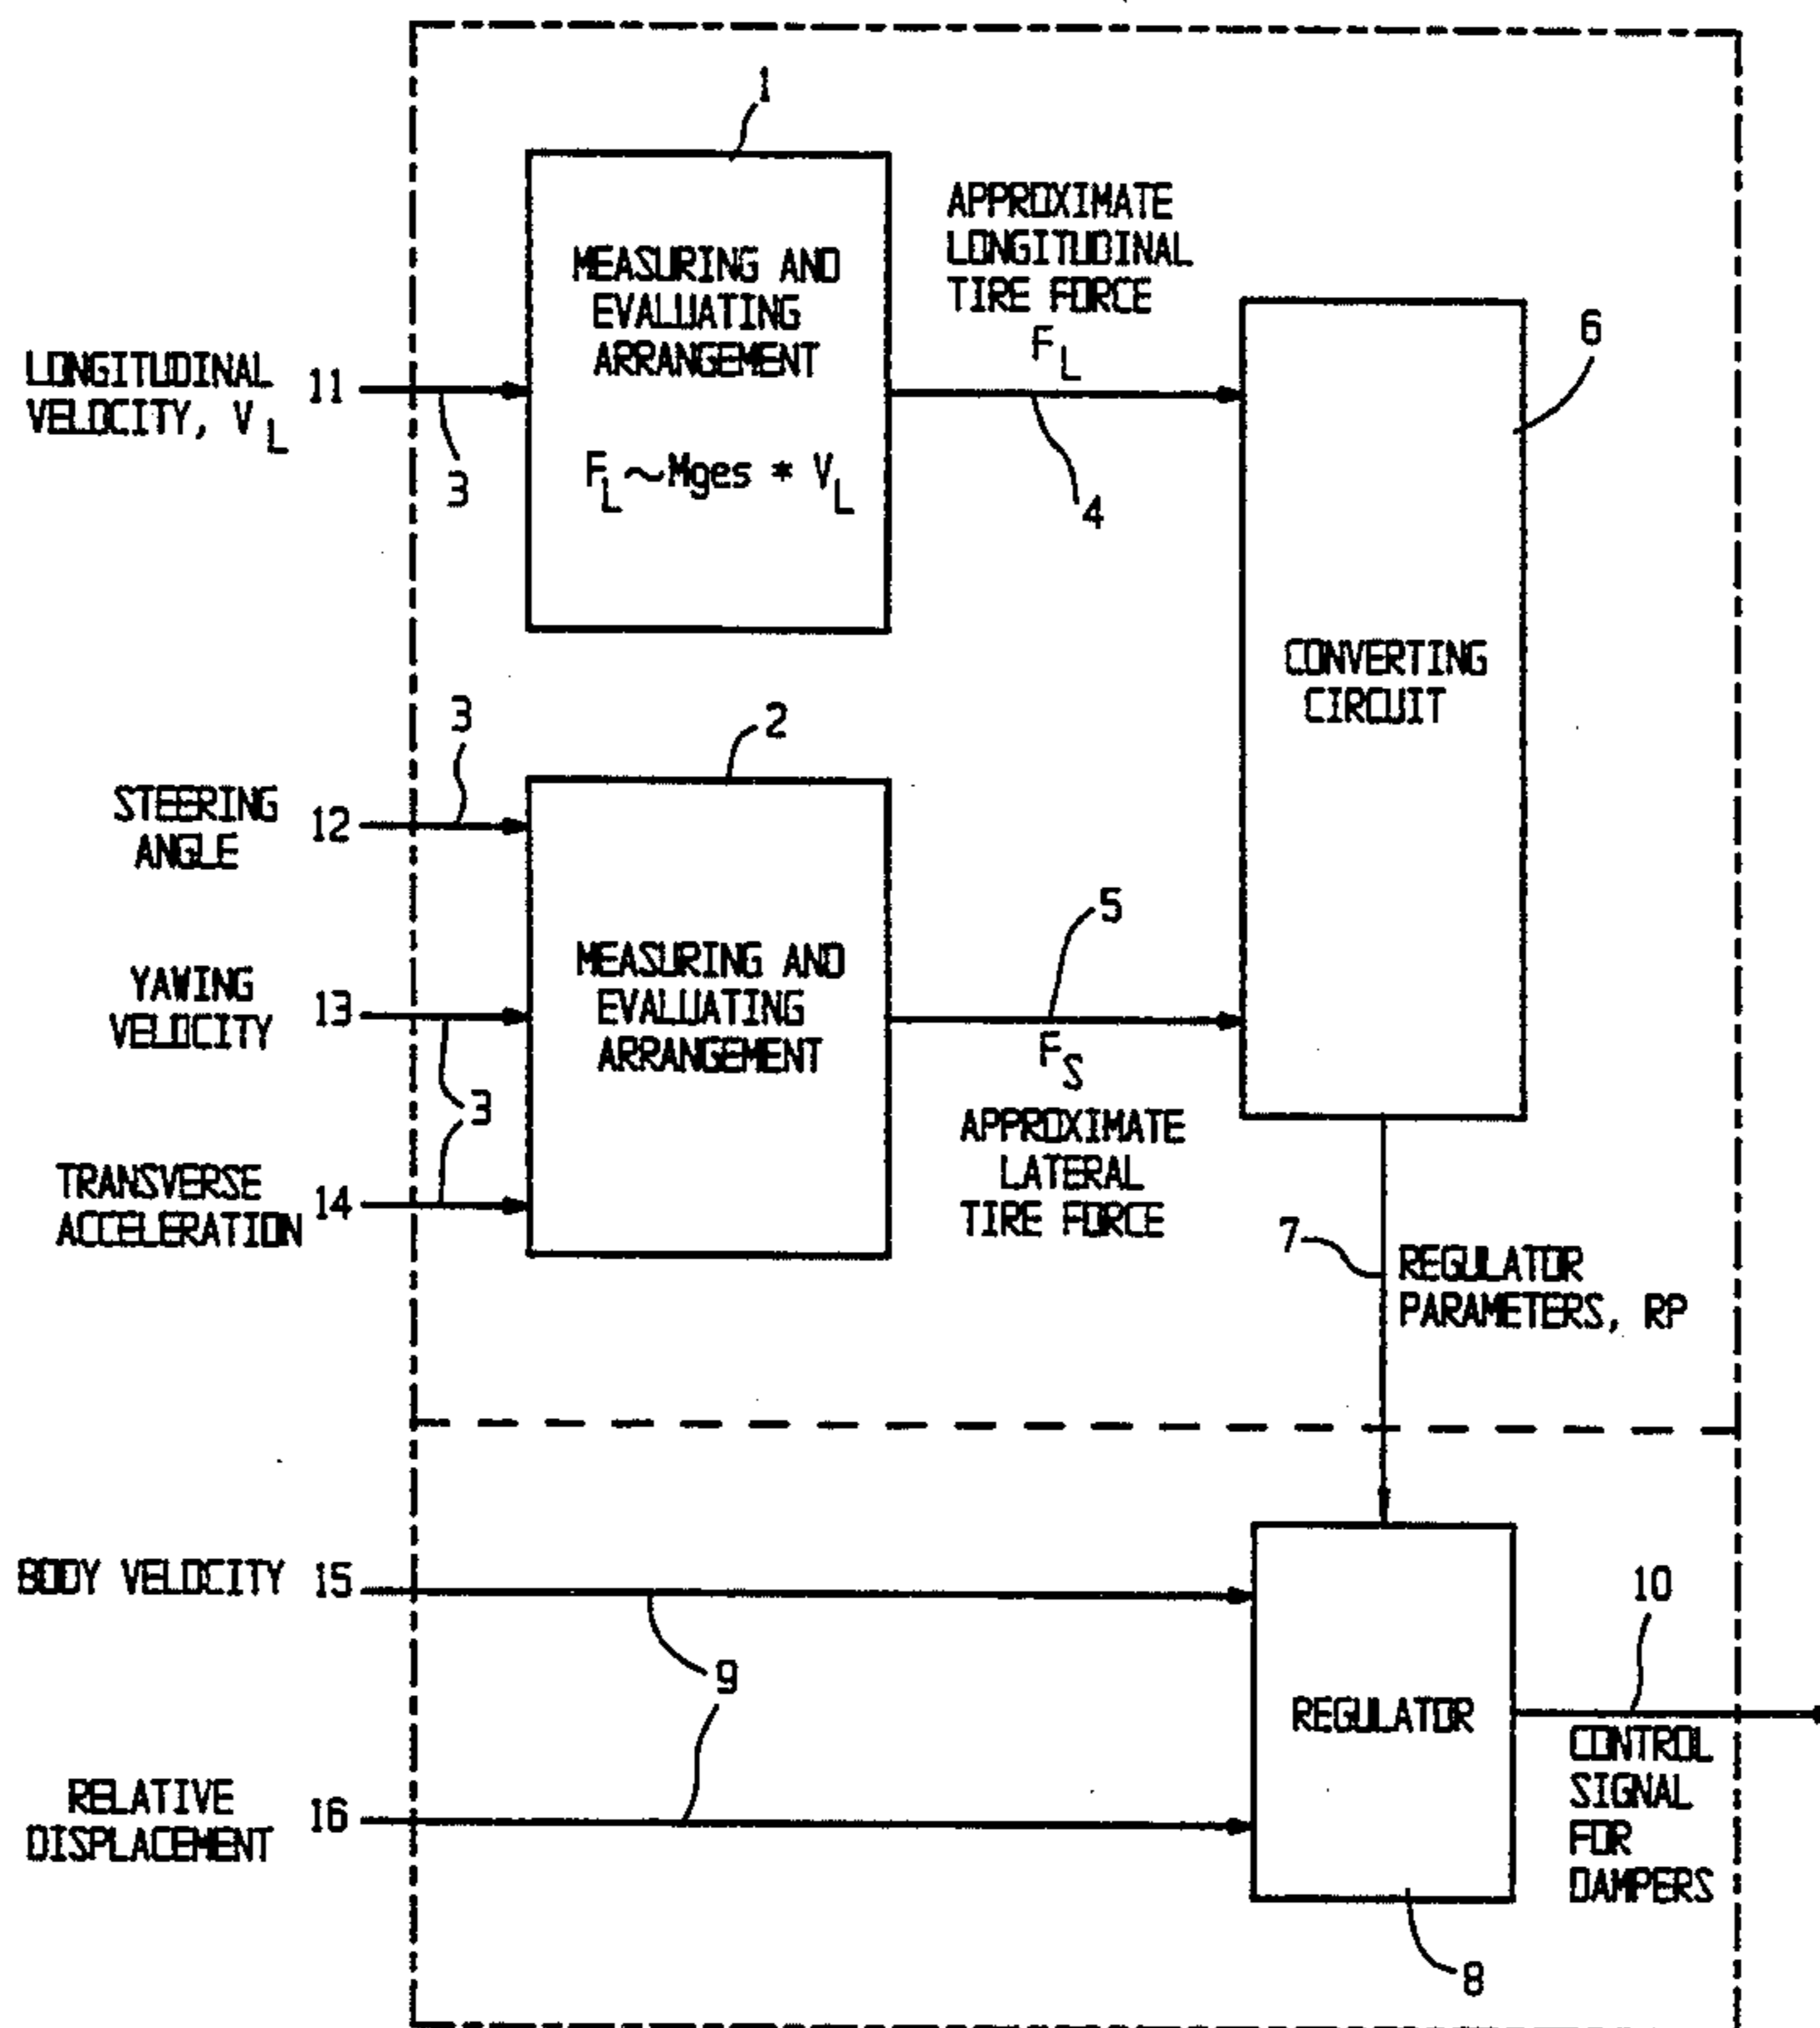 1
MEASURING AND
EVALUATING
ARRANGEMENT
F_L ~ Mges * V_L
APPROXIMATE
LONGITUDINAL
TIRE FORCE
F_L
6
LONGITUDINAL
VELOCITY, V_L
11
3
4
CONVERTING
CIRCUIT
3
2
STEERING
ANGLE
12
5
YAWING
VELOCITY
13
MEASURING AND
EVALUATING
ARRANGEMENT
F_S
APPROXIMATE
LATERAL
TIRE FORCE
3
TRANSVERSE
ACCELERATION
14
7
REGULATOR
PARAMETERS, RP
BODY VELOCITY 15
10
9
REGULATOR
CONTROL
SIGNAL
FOR
DAMPERS
RELATIVE
DISPLACEMENT
16
8